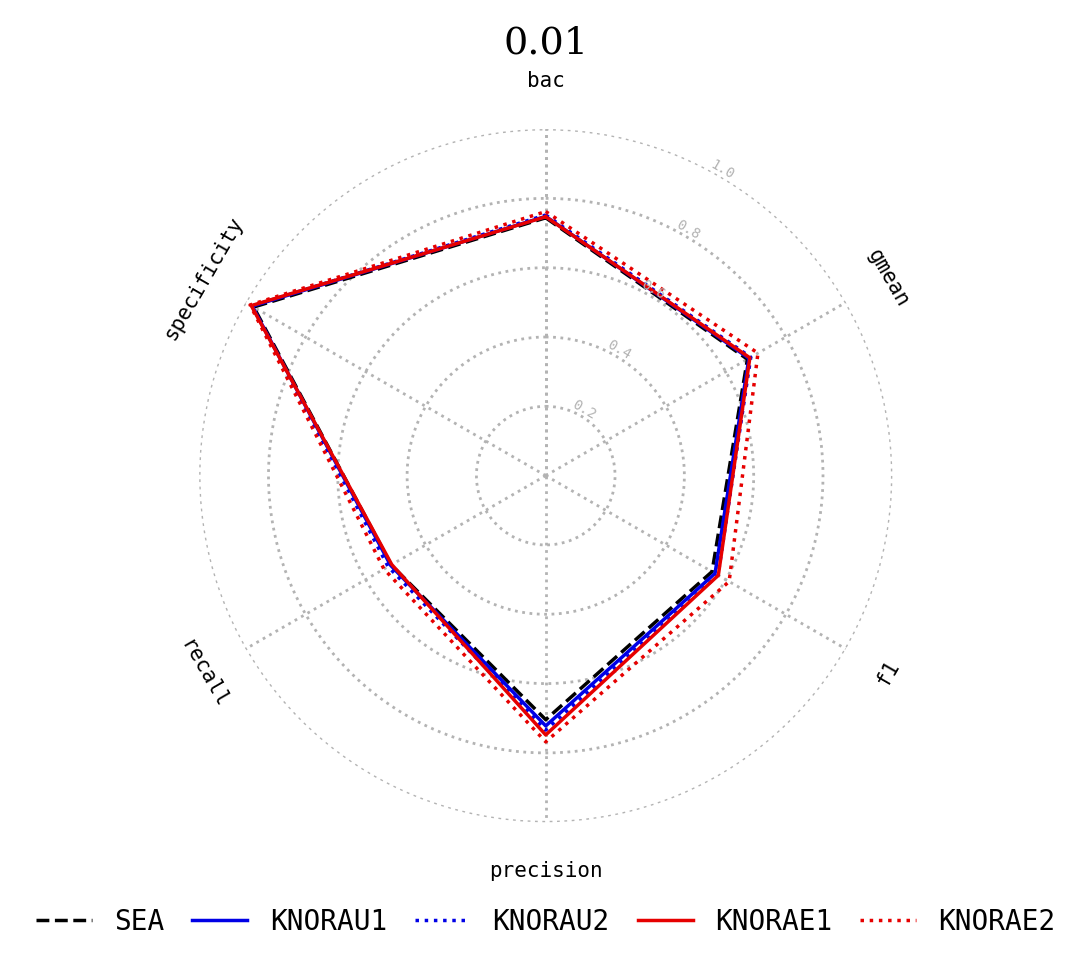 0.01
bac
1.0
0.8
gmean
specificity
0.4
0.2
recall
f1
precision
SEA KNORAU1 KNORAU2 KNORAE1 KNORAE2